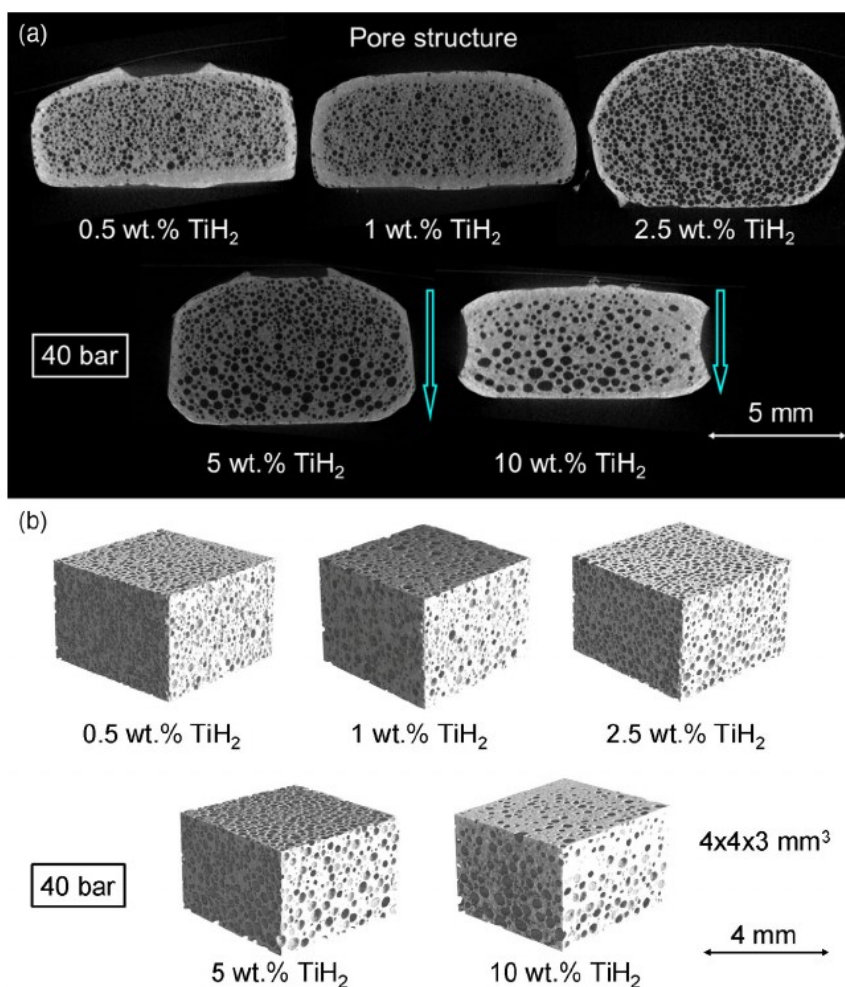 (a)
Pore structure
0.5 wt.% TiH₂
1 wt.% TiH₂
2.5 wt.% TiH₂
40 bar
5 wt.% TiH₂
10 wt.% TiH₂
5 mm
(b)
0.5 wt.% TiH₂
1 wt.% TiH₂
2.5 wt.% TiH₂
40 bar
5 wt.% TiH₂
10 wt.% TiH₂
4x4x3 mm³
4 mm